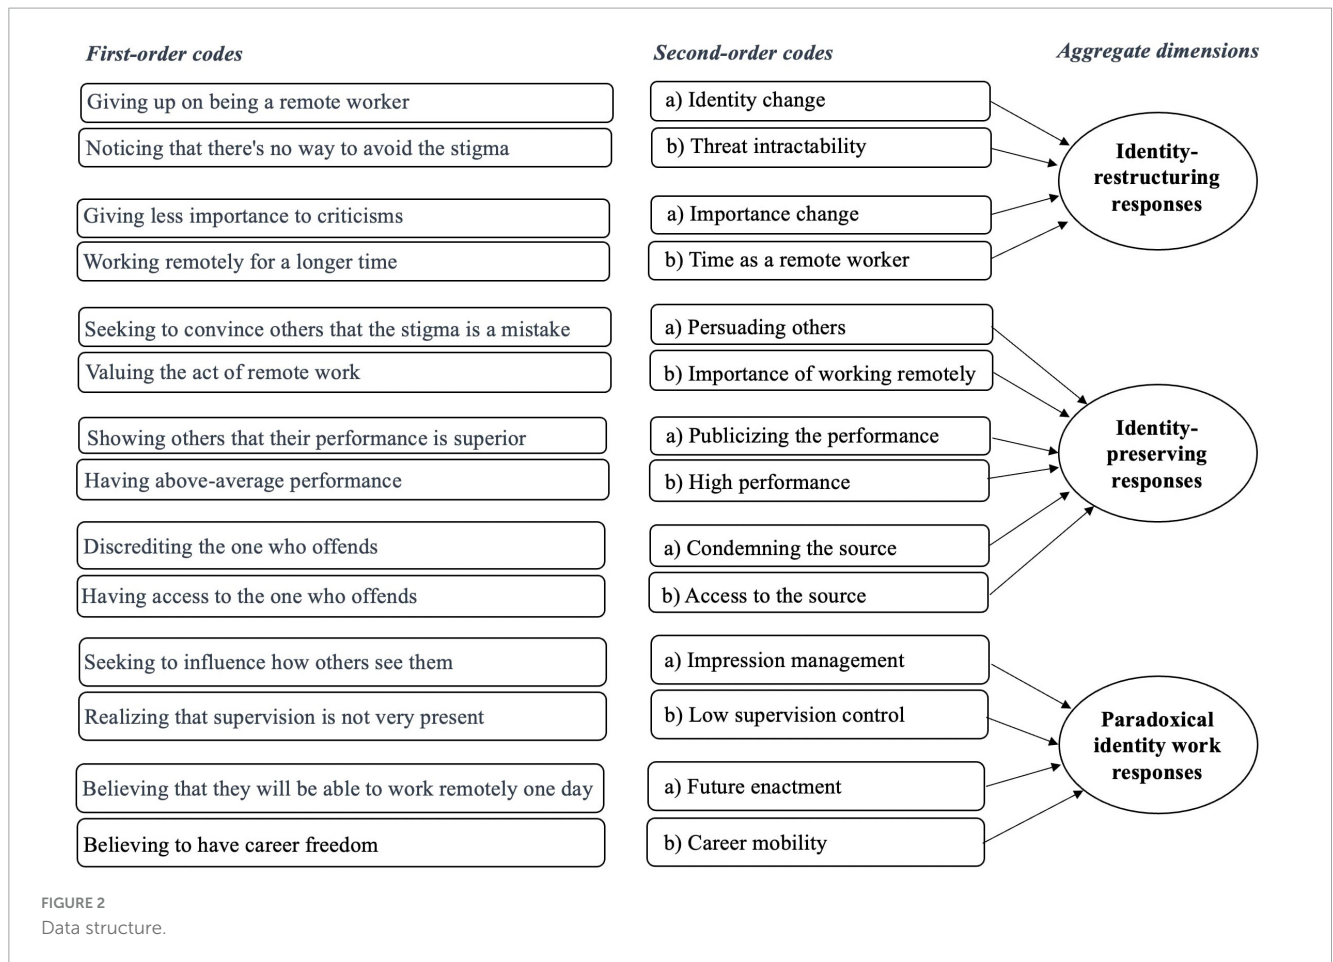 First-order codes
Second-order codes
Aggregate dimensions
Giving up on being a remote worker
a) Identity change
Noticing that there's no way to avoid the stigma
b) Threat intractability
Giving less importance to criticisms
a) Importance change
Working remotely for a longer time
b) Time as a remote worker
Identity-
restructuring
responses
Seeking to convince others that the stigma is a mistake
a) Persuading others
Valuing the act of remote work
b) Importance of working remotely
Showing others that their performance is superior
a) Publicizing the performance
Having above-average performance
b) High performance
Discrediting the one who offends
a) Condemning the source
Having access to the one who offends
b) Access to the source
Identity-
preserving
responses
Seeking to influence how others see them
a) Impression management
Realizing that supervision is not very present
b) Low supervision control
Believing that they will be able to work remotely one day
a) Future enactment
Believing to have career freedom
b) Career mobility
Paradoxical
identity work
responses
FIGURE 2
Data structure.